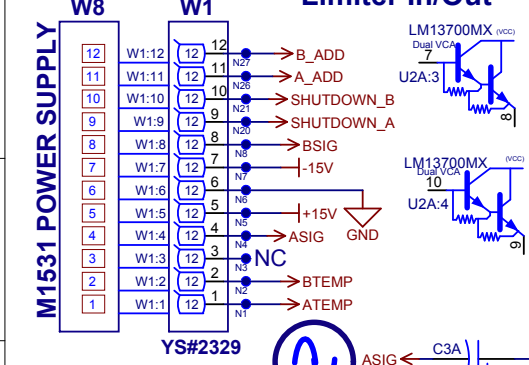 W8 W1 Limiter In/Out
M1531 POWER SUPPLY
12 W1:12 12 12 N27 B_ADD
11 W1:11 12 11 N26 A_ADD
10 W1:10 12 10 N21 SHUTDOWN_B
9 W1:9 12 9 N20 SHUTDOWN_A
8 W1:8 12 8 N8 BSIG
7 W1:7 12 7 N7 -15V
6 W1:6 12 6 N6 GND
5 W1:5 12 5 N5 +15V
4 W1:4 12 4 N4 ASIG
3 W1:3 12 3 N3 NC
2 W1:2 12 2 N2 BTEMP
1 W1:1 12 1 N1 ATEMP
YS#2329
LM13700MX (VCC)
Dual VCA
7
U2A:3
8
LM13700MX (VCC)
Dual VCA
10
U2A:4
9
ASIG C3A